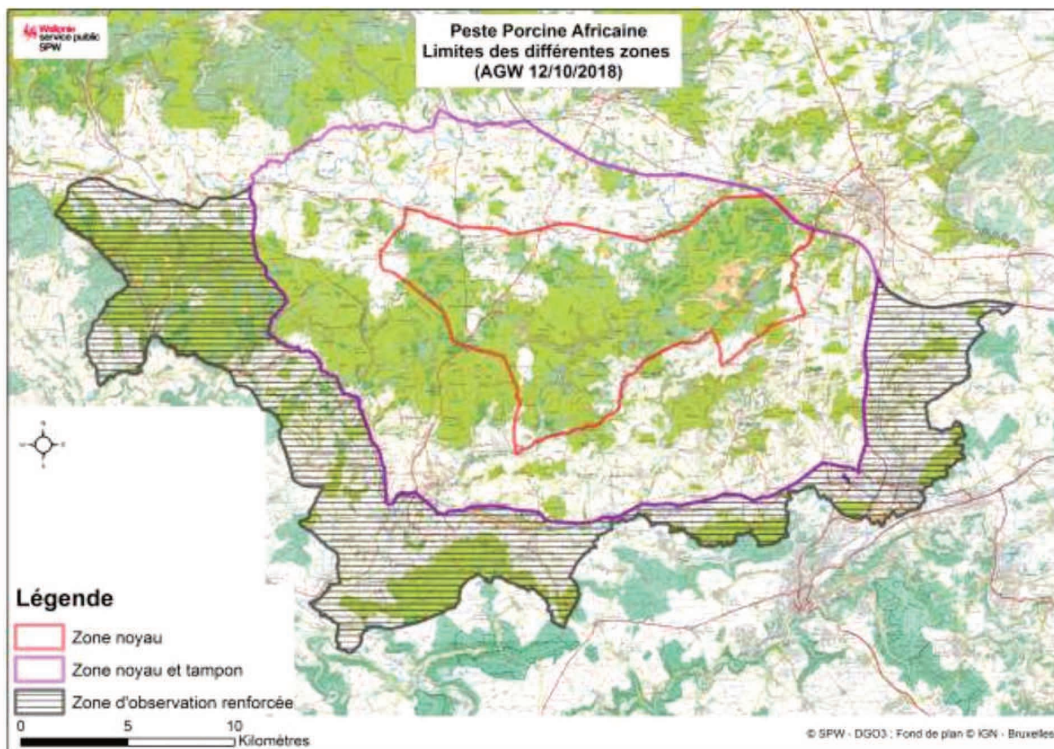 Wallonie
service public
SPW
Peste Porcine Africaine
Limites des différentes zones
(AGW 12/10/2018)
Légende
Zone noyau
Zone noyau et tampon
Zone d'observation renforcée
0 5 10
Kilomètres
© SPW - DGO3 : Fond de plan © IGN - Bruxelles